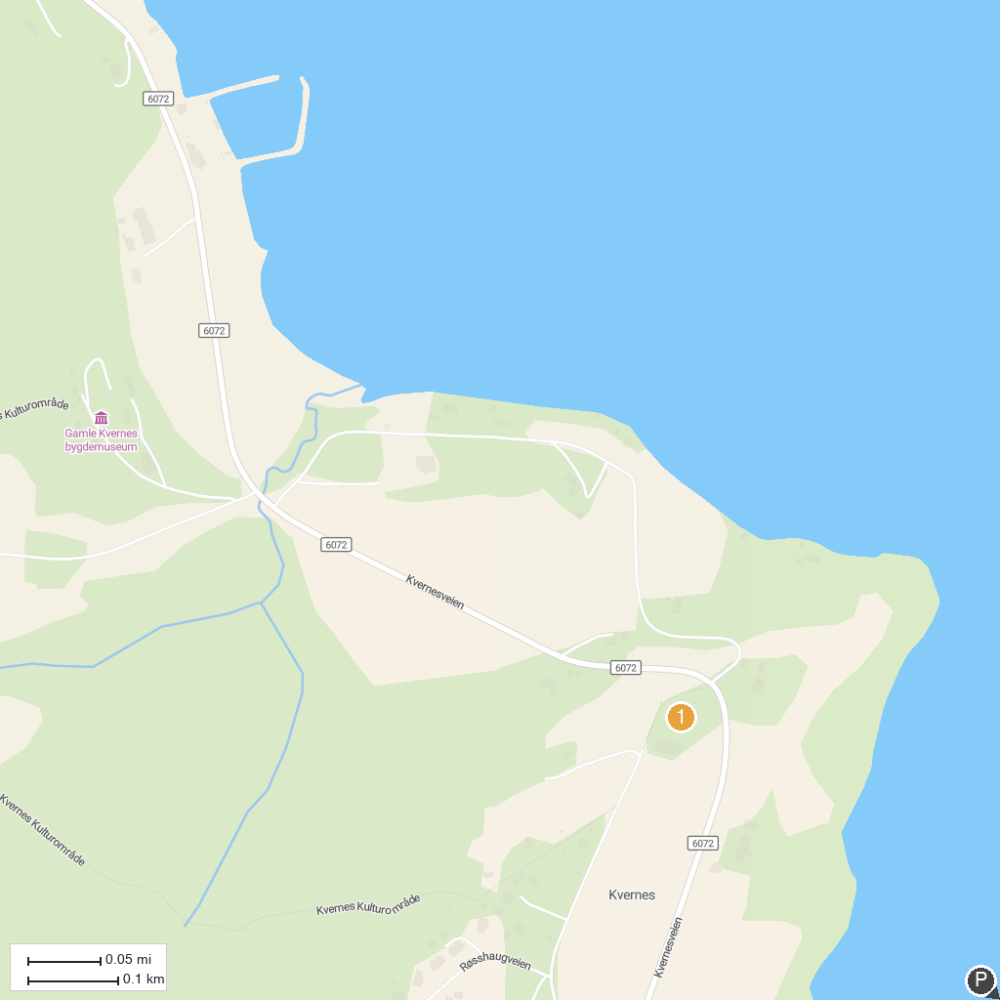 6072
6072
s Kulturområde
Gamle Kvernes
bygdemuseum
6072
Kvernesveien
6072
1
Kvernes Kulturområde
6072
Kvernes
Kvernes Kulturområde
Kvernesveien
Røsshaugveien
0.05 mi
0.1 km
P